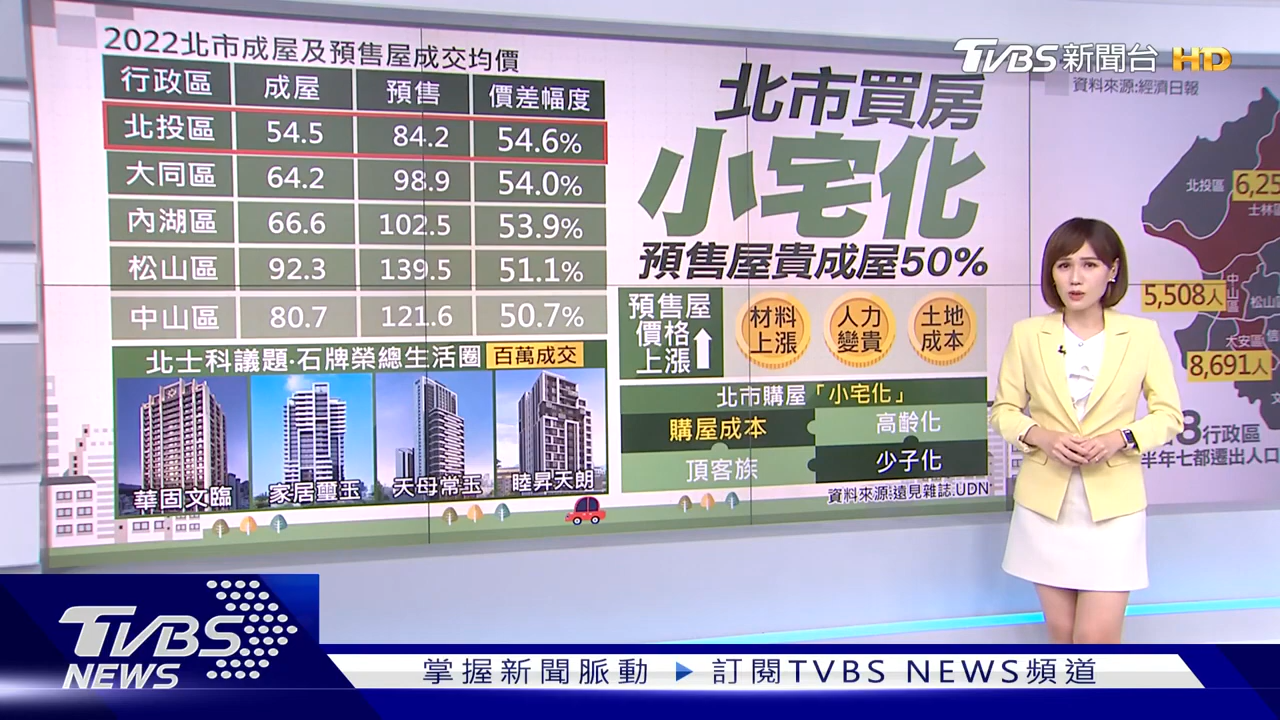 2022北市成屋及預售屋成交均價
行政區 成屋 預售 價差幅度
北投區 54.5 84.2 54.6%
大同區 64.2 98.9 54.0%
內湖區 66.6 102.5 53.9%
松山區 92.3 139.5 51.1%
中山區 80.7 121.6 50.7%
北士科議題·石牌榮總生活圈 百萬成交
華固文臨 家居璽玉 天母常玉 睦昇天朗
北市買房
小宅化
預售屋貴成屋50%
預售屋
價格
上漲
材料
上漲
人力
變貴
土地
成本
北市購屋「小宅化」
購屋成本 高齡化
頂客族 少子化
資料來源:遠見雜誌.UDN
TVBS新聞台 HD
資料來源:經濟日報
北投區 6,25
士林
5,508人
中山區
松山
大安區
信
8,691人
文
8行政區
半年七都遷出人口
TVBS
NEWS
掌握新聞脈動 訂閱TVBS NEWS頻道